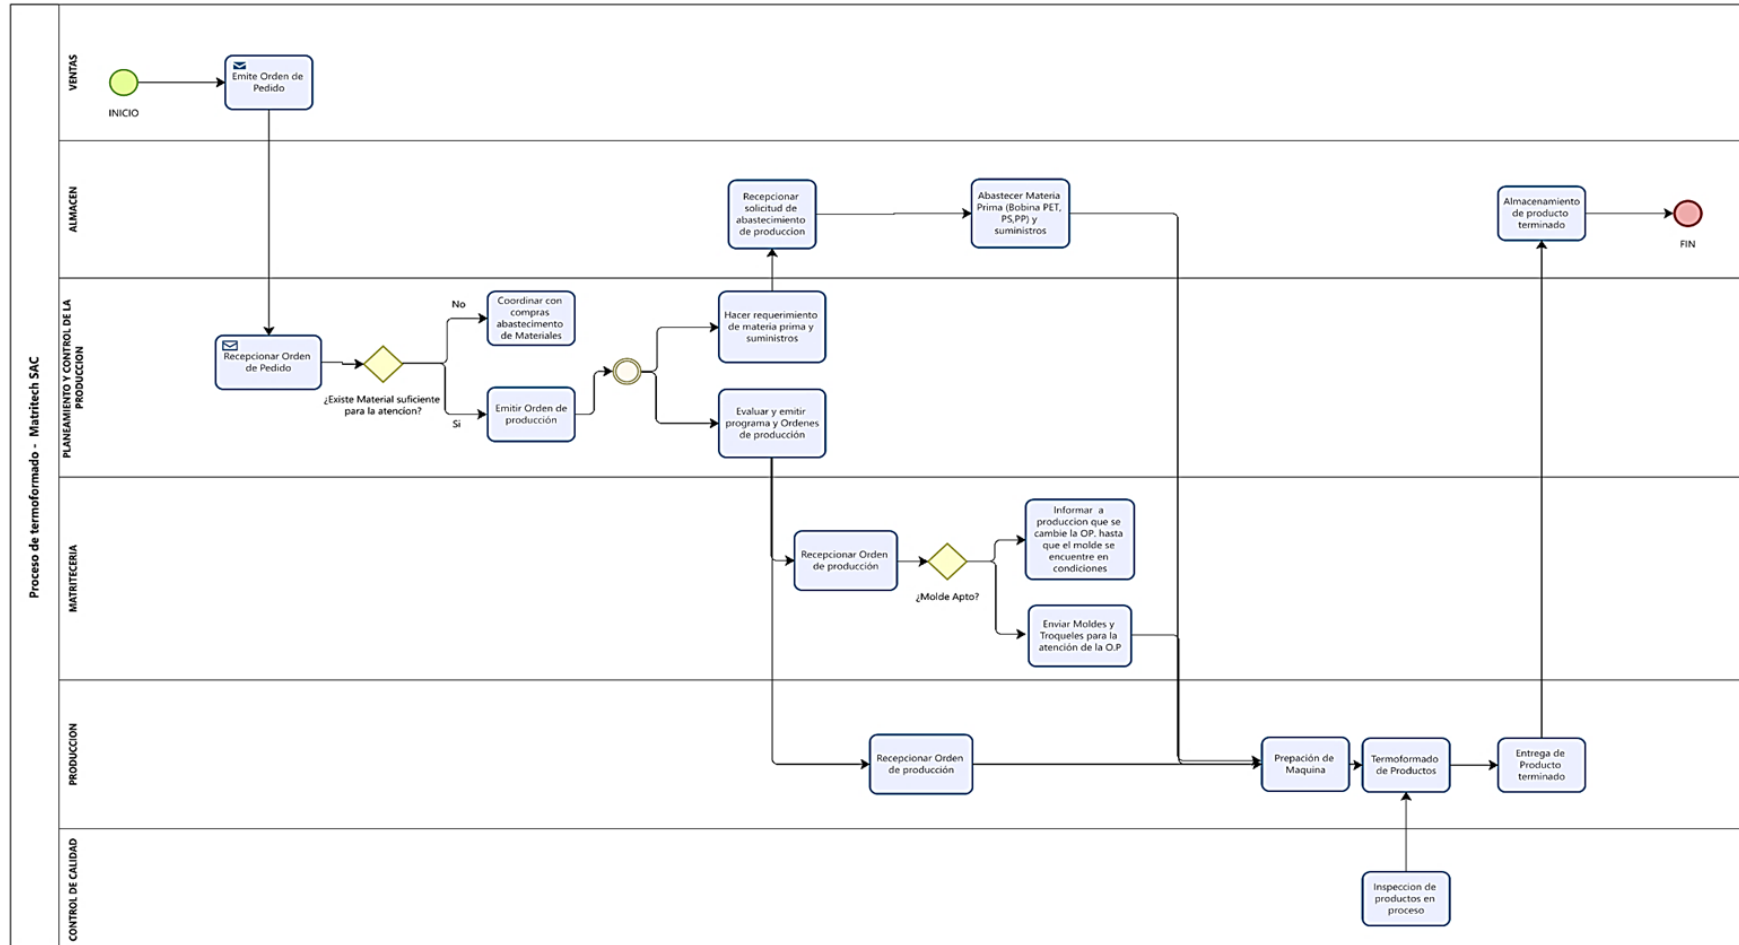 Proceso de termoformado - Matritech SAC
VENTAS
INICIO
Emite Orden de
Pedido
ALMACEN
Recepcionar
solicitud de
abastecimiento
de produccion
Abastecer Materia
Prima (Bobina PET,
PS,PP) y
suministros
Almacenamiento
de producto
terminado
FIN
PLANEAMIENTO Y CONTROL DE LA
PRODUCCION
Recepcionar Orden
de Pedido
¿Existe Material suficiente
para la atencíon?
No
Si
Coordinar con
compras
abastecimento
de Materiales
Emitir Orden de
producción
Hacer requerimiento
de materia prima y
suministros
Evaluar y emitir
programa y Ordenes
de producción
MATRITECERIA
Recepcionar Orden
de producción
¿Molde Apto?
Informar a
produccion que se
cambie la OP, hasta
que el molde se
encuentre en
condiciones
Enviar Moldes y
Troqueles para la
atención de la O.P
PRODUCCION
Recepcionar Orden
de producción
Prepación de
Maquina
Termoformado
de Productos
Entrega de
Producto
terminado
CONTROL DE CALIDAD
Inspeccion de
productos en
proceso